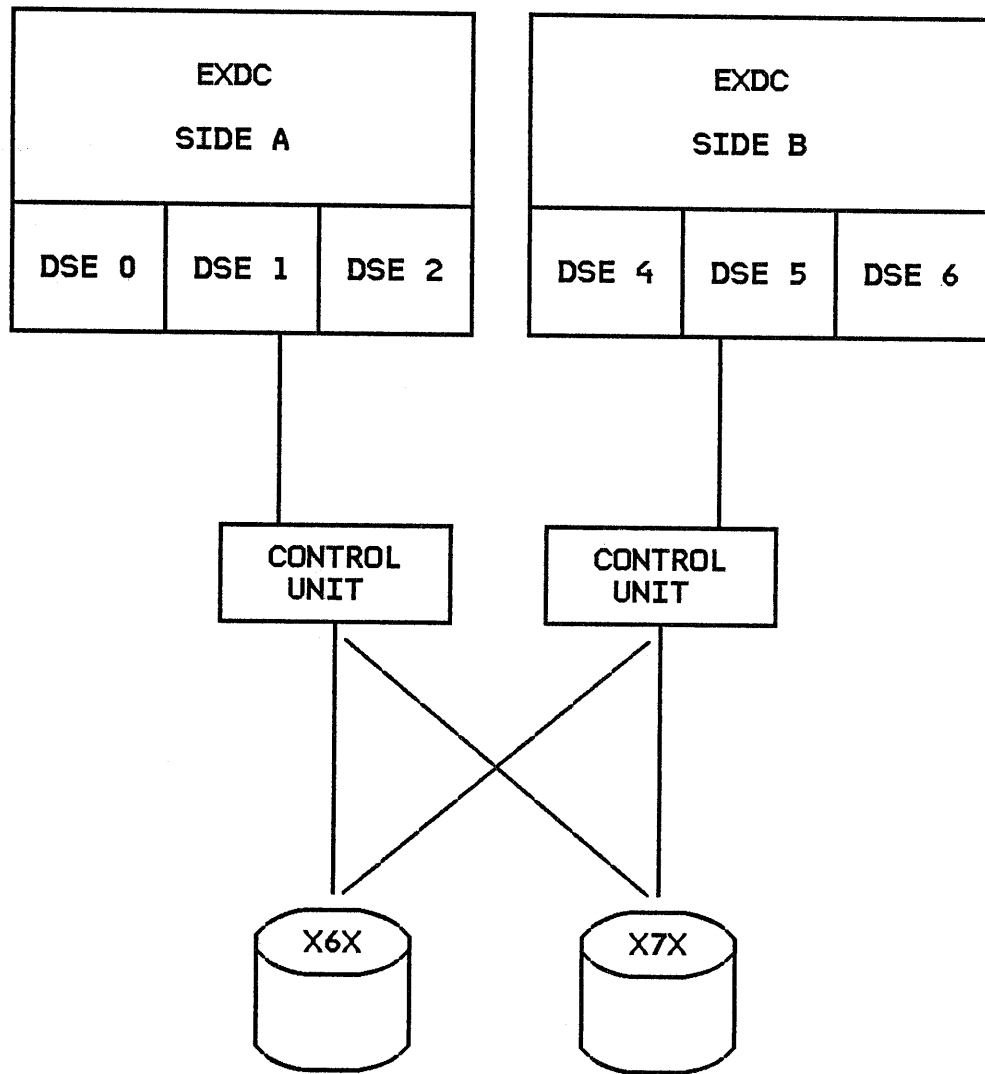 EXDC
SIDE A
DSE 0
DSE 1
DSE 2
EXDC
SIDE B
DSE 4
DSE 5
DSE 6
CONTROL
UNIT
CONTROL
UNIT
X6X
X7X